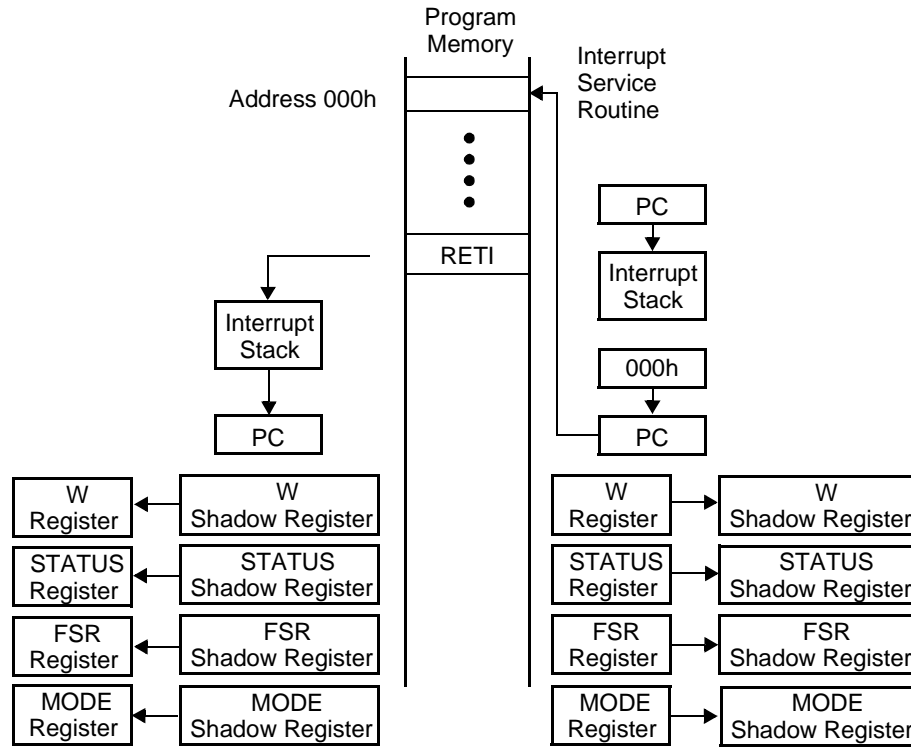 Program
Memory
Interrupt
Service
Routine
Address 000h
PC
RETI
Interrupt
Stack
Interrupt
Stack
000h
PC
PC
W
Register
W
Shadow Register
W
Register
W
Shadow Register
STATUS
Register
STATUS
Shadow Register
STATUS
Register
STATUS
Shadow Register
FSR
Register
FSR
Shadow Register
FSR
Register
FSR
Shadow Register
MODE
Register
MODE
Shadow Register
MODE
Register
MODE
Shadow Register